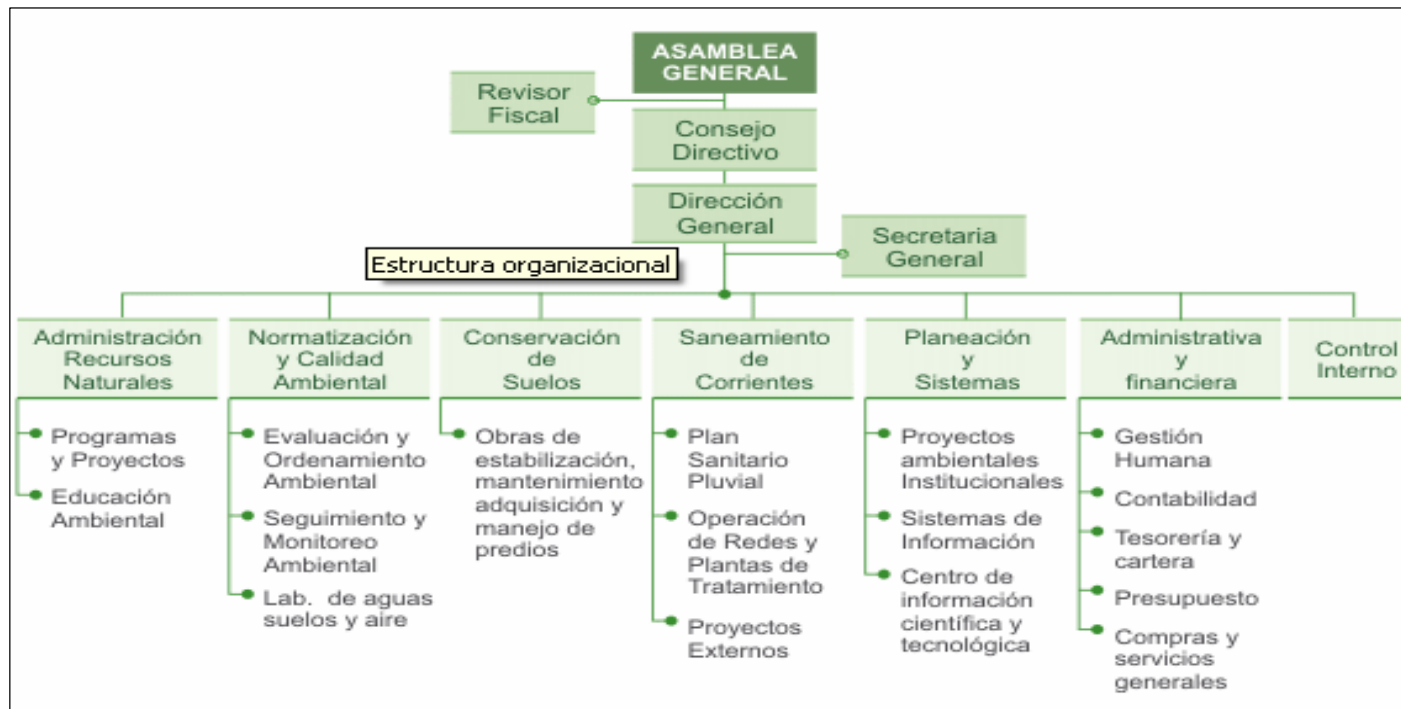 ASAMBLEA
GENERAL
Revisor
Fiscal
Consejo
Directivo
Dirección
General
Secretaria
General
Estructura organizacional
Administración
Recursos
Naturales
Programas
y Proyectos
Educación
Ambiental
Normatización
y Calidad
Ambiental
Evaluación y
Ordenamiento
Ambiental
Seguimiento y
Monitoreo
Ambiental
Lab. de aguas
suelos y aire
Conservación
de
Suelos
Obras de
estabilización,
mantenimiento
adquisición y
manejo de
predios
Saneamiento
de
Corrientes
Plan
Sanitario
Pluvial
Operación
de Redes y
Plantas de
Tratamiento
Proyectos
Externos
Planeación
y
Sistemas
Proyectos
ambientales
Institucionales
Sistemas de
Información
Centro de
información
científica y
tecnológica
Administrativa
y
financiera
Gestión
Humana
Contabilidad
Tesorería y
cartera
Presupuesto
Compras y
servicios
generales
Control
Interno